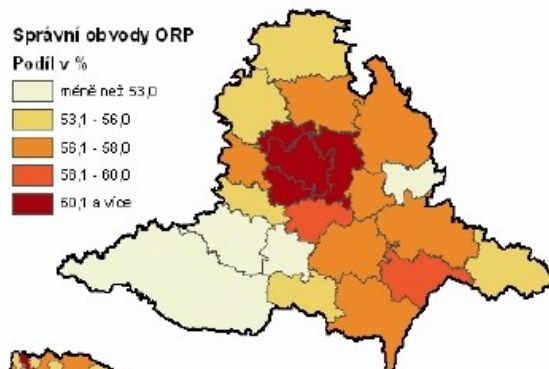 Správní obvody ORP
Podíl v %
méně než 53,0
53,1 - 56,0
56,1 - 58,0
58,1 - 60,0
60,1 a více